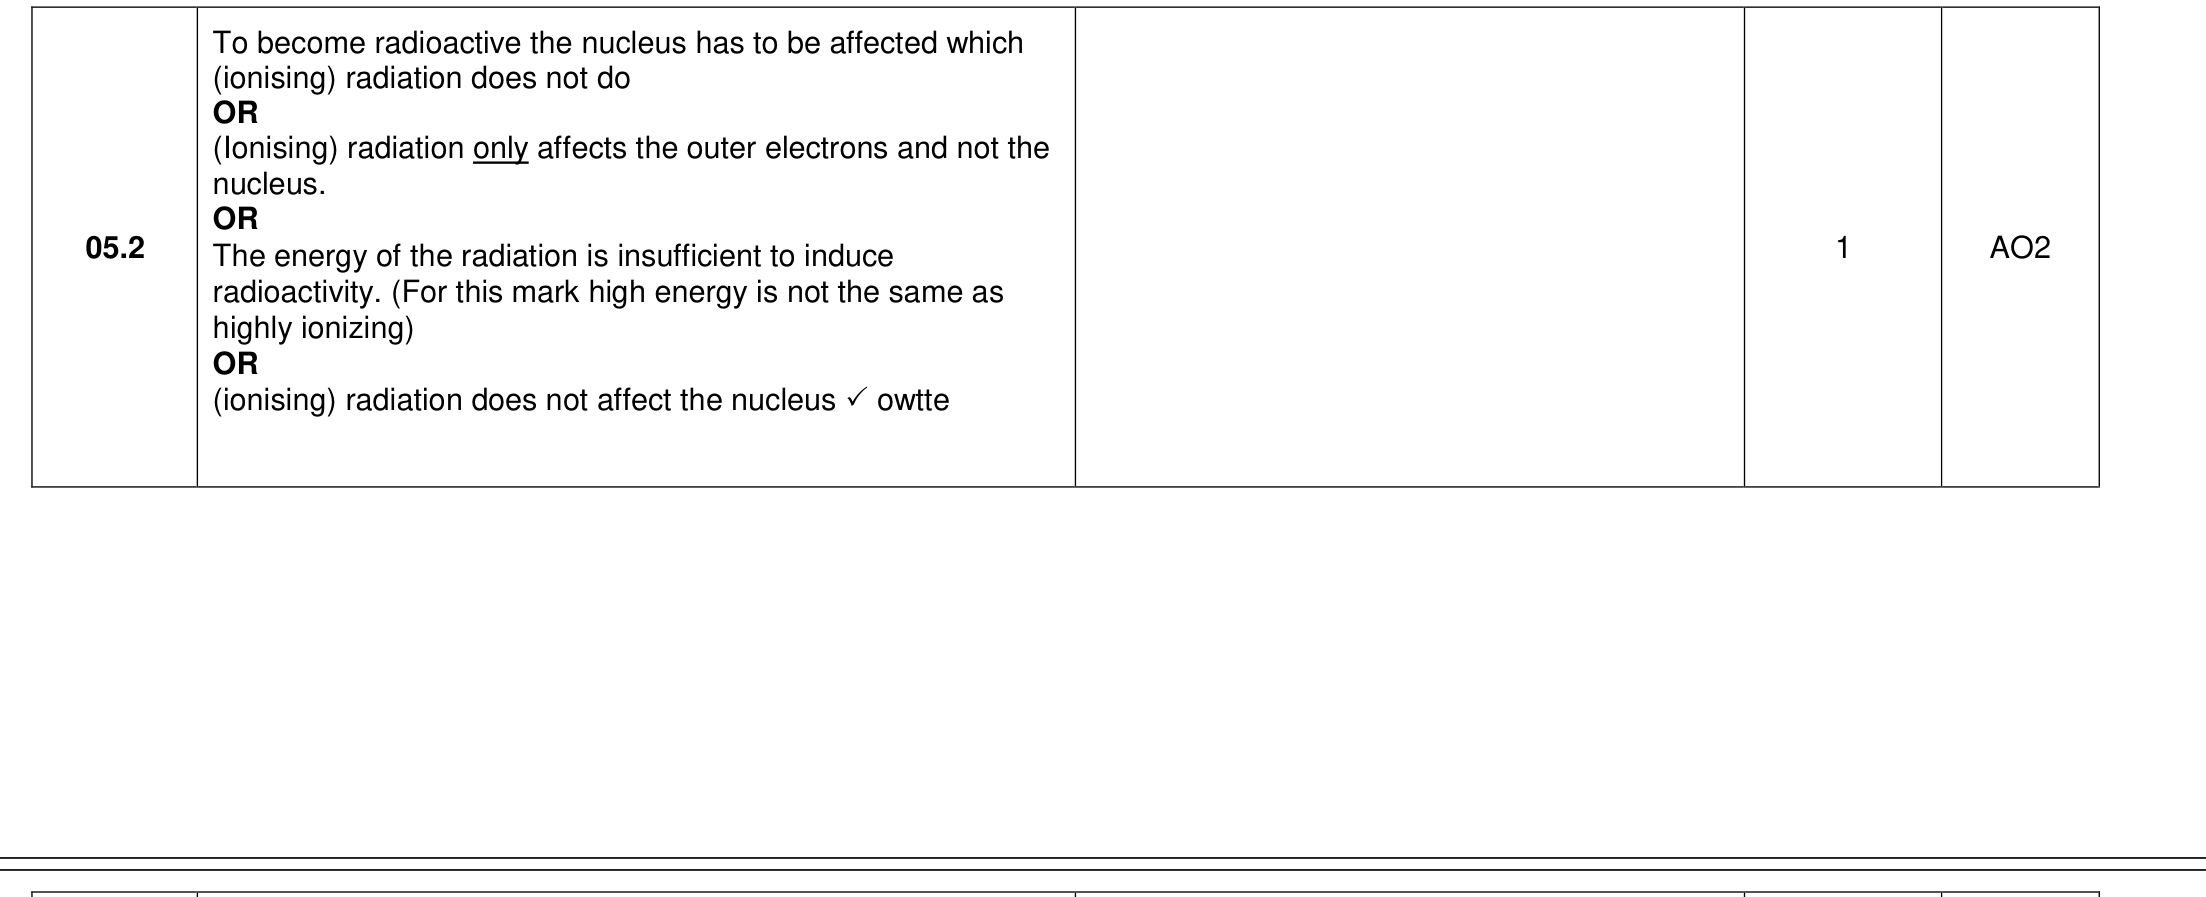 To become radioactive the nucleus has to be affected which
(ionising) radiation does not do
OR
(Ionising) radiation only affects the outer electrons and not the
nucleus.
OR
05.2
The energy of the radiation is insufficient to induce
radioactivity. (For this mark high energy is not the same as
highly ionizing)
OR
(ionising) radiation does not affect the nucleus ✓ owtte
1
AO2